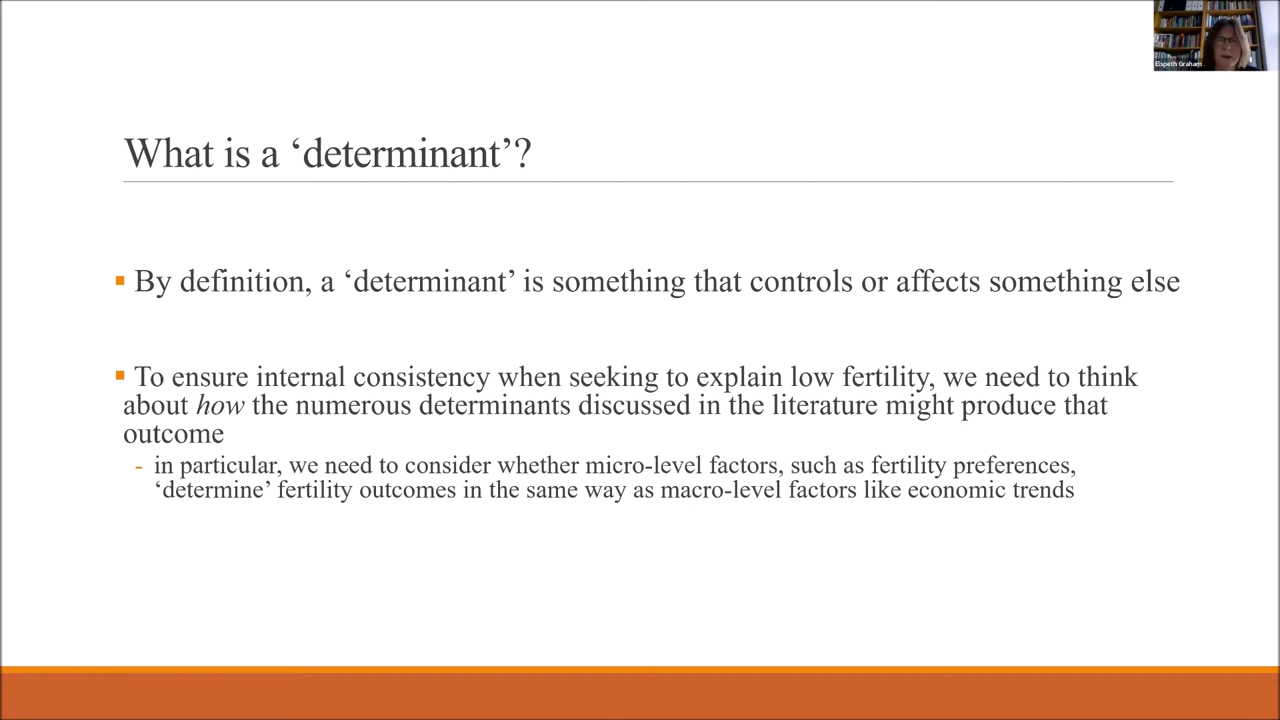 Elspeth Graham
What is a ‘determinant’?
▪ By definition, a ‘determinant’ is something that controls or affects something else
▪ To ensure internal consistency when seeking to explain low fertility, we need to think
about how the numerous determinants discussed in the literature might produce that
outcome
- in particular, we need to consider whether micro-level factors, such as fertility preferences,
‘determine’ fertility outcomes in the same way as macro-level factors like economic trends